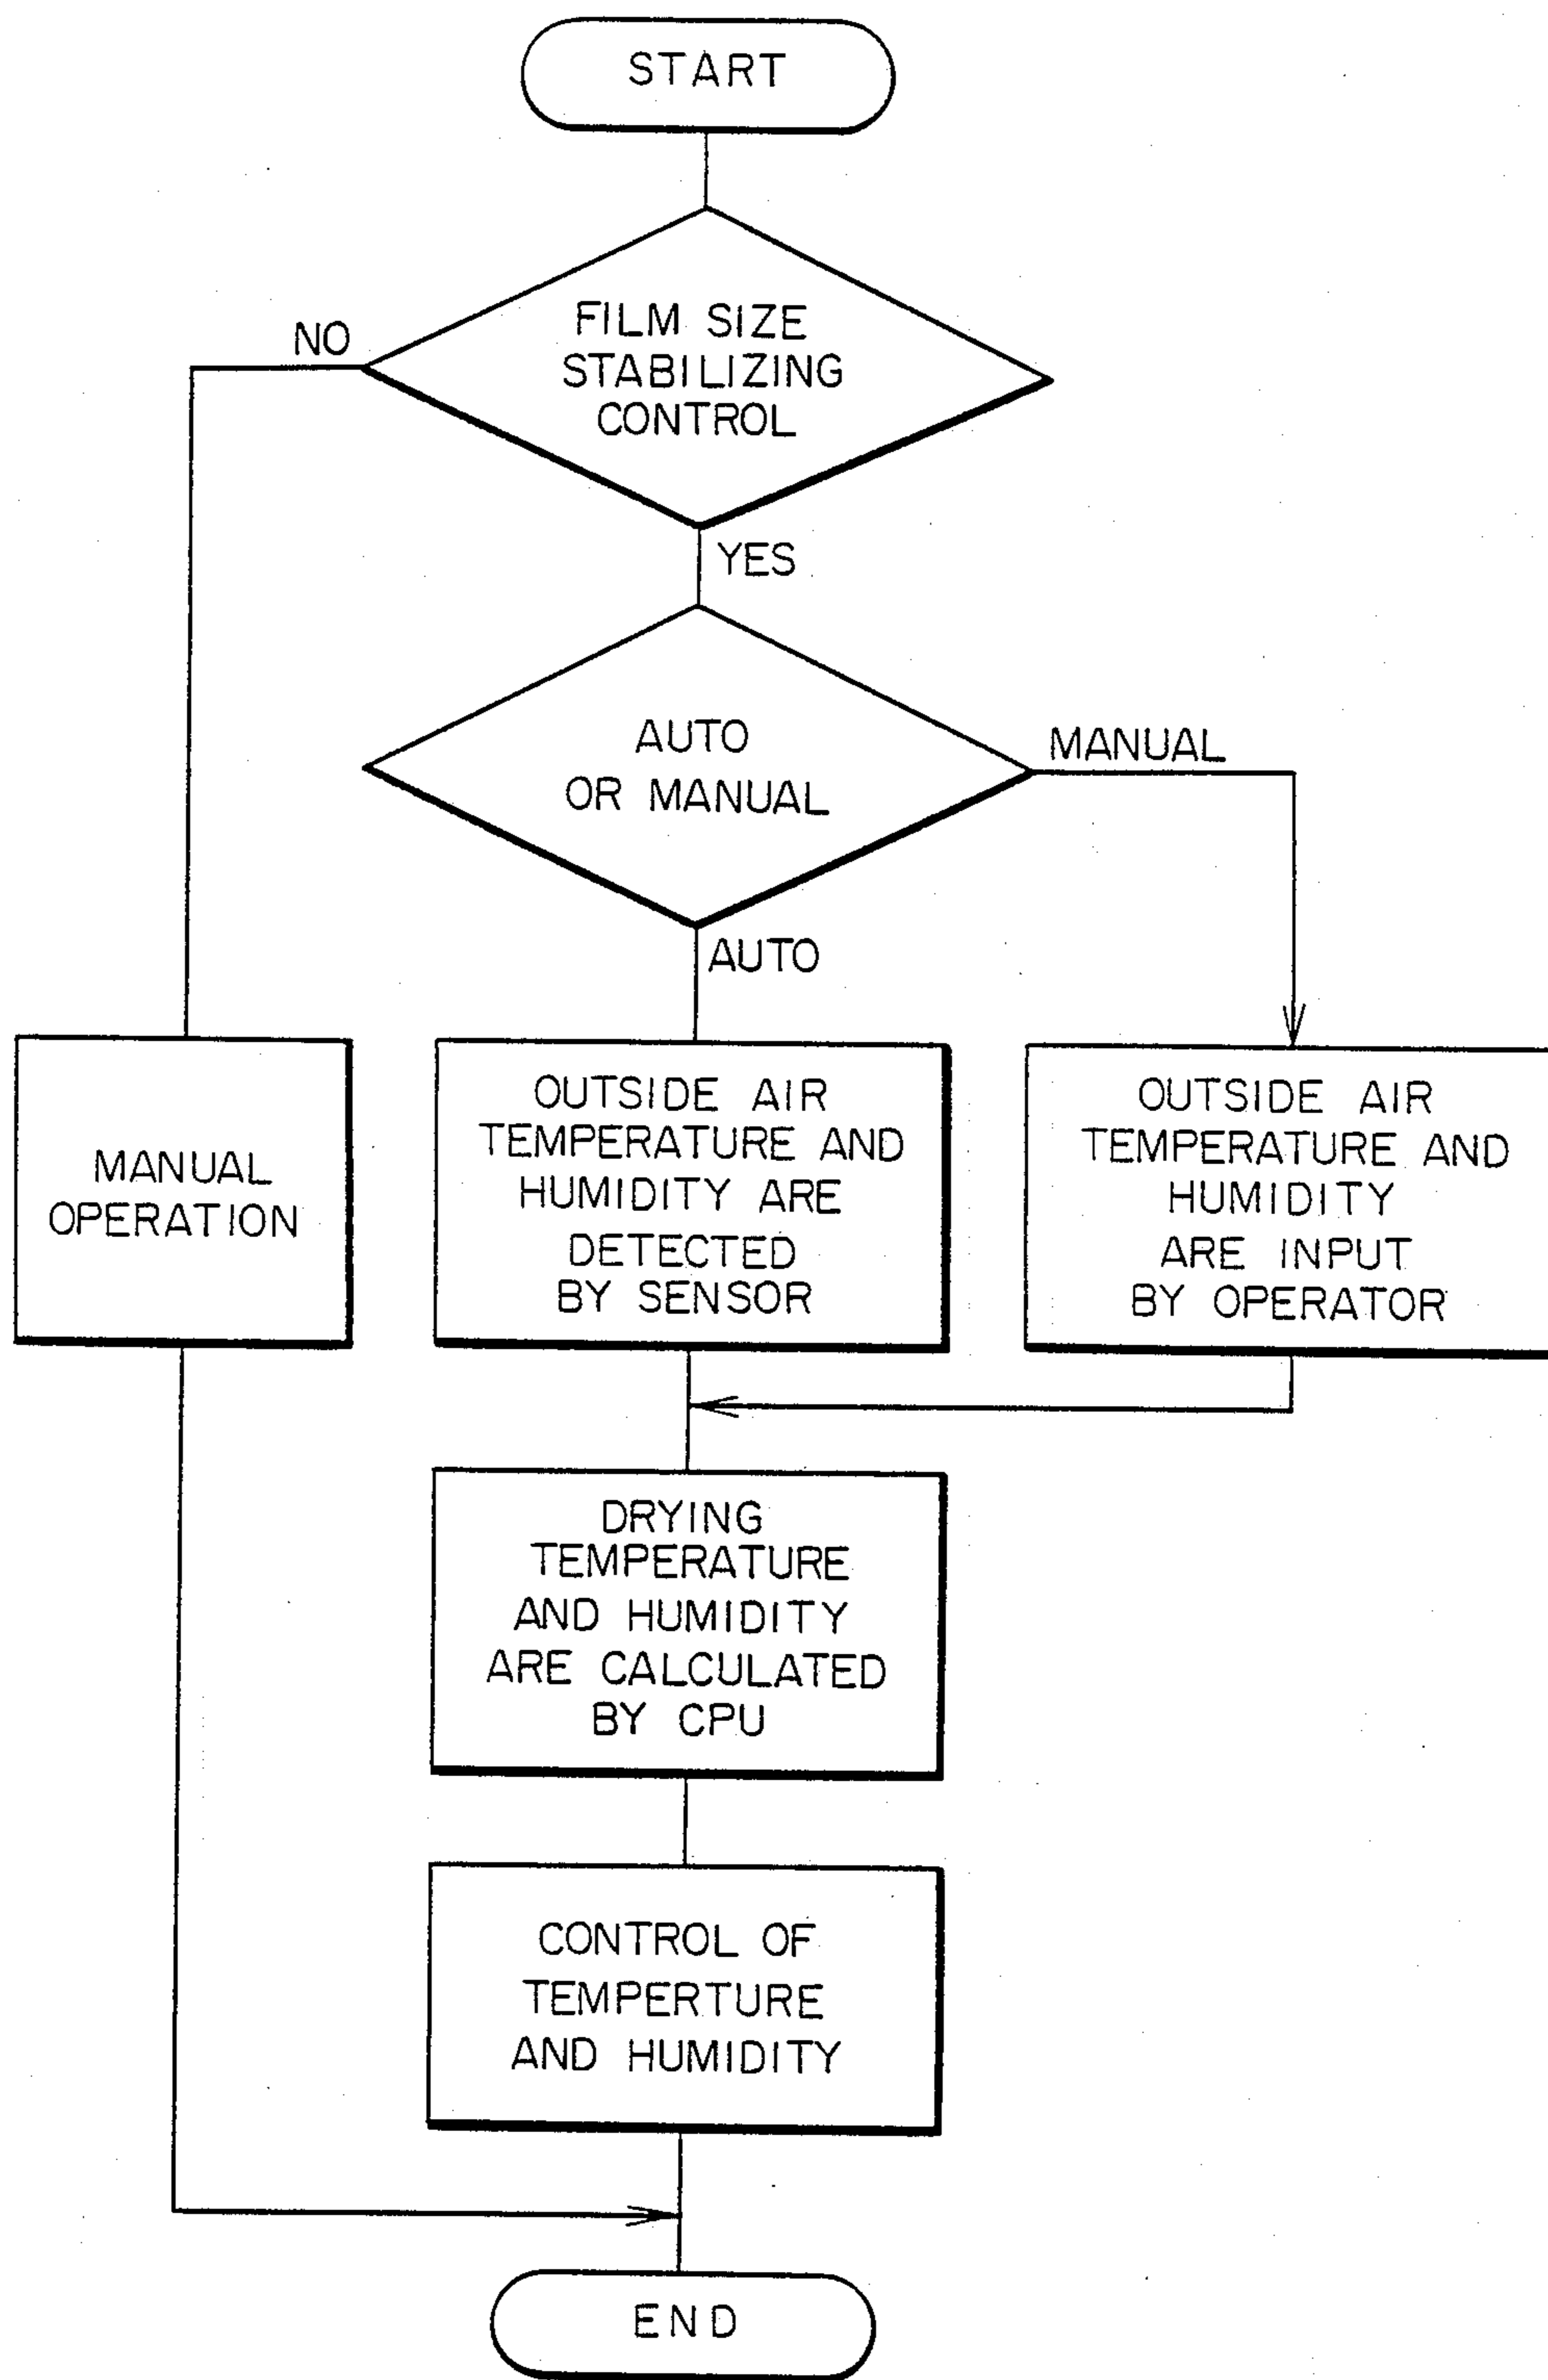 START
FILM SIZE
STABILIZING
CONTROL
NO
YES
AUTO
OR MANUAL
MANUAL
AUTO
MANUAL
OPERATION
OUTSIDE AIR
TEMPERATURE AND
HUMIDITY ARE
DETECTED
BY SENSOR
OUTSIDE AIR
TEMPERATURE AND
HUMIDITY
ARE INPUT
BY OPERATOR
DRYING
TEMPERATURE
AND HUMIDITY
ARE CALCULATED
BY CPU
CONTROL OF
TEMPERTURE
AND HUMIDITY
END